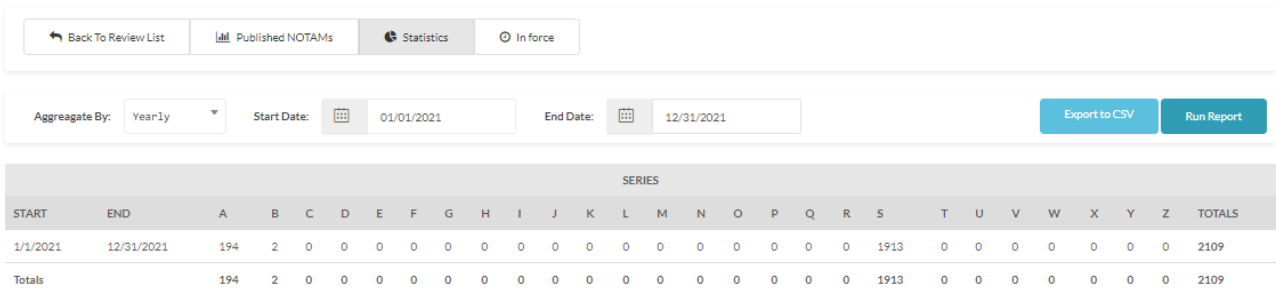 Back To Review List Published NOTAMs Statistics In force
Aggreagate By: Yearly Start Date: 01/01/2021 End Date: 12/31/2021 Export to CSV Run Report
SERIES
START END A B C D E F G H I J K L M N O P Q R S T U V W X Y Z TOTALS
1/1/2021 12/31/2021 194 2 0 0 0 0 0 0 0 0 0 0 0 0 0 0 0 0 1913 0 0 0 0 0 0 0 2109
Totals 194 2 0 0 0 0 0 0 0 0 0 0 0 0 0 0 0 0 1913 0 0 0 0 0 0 0 2109